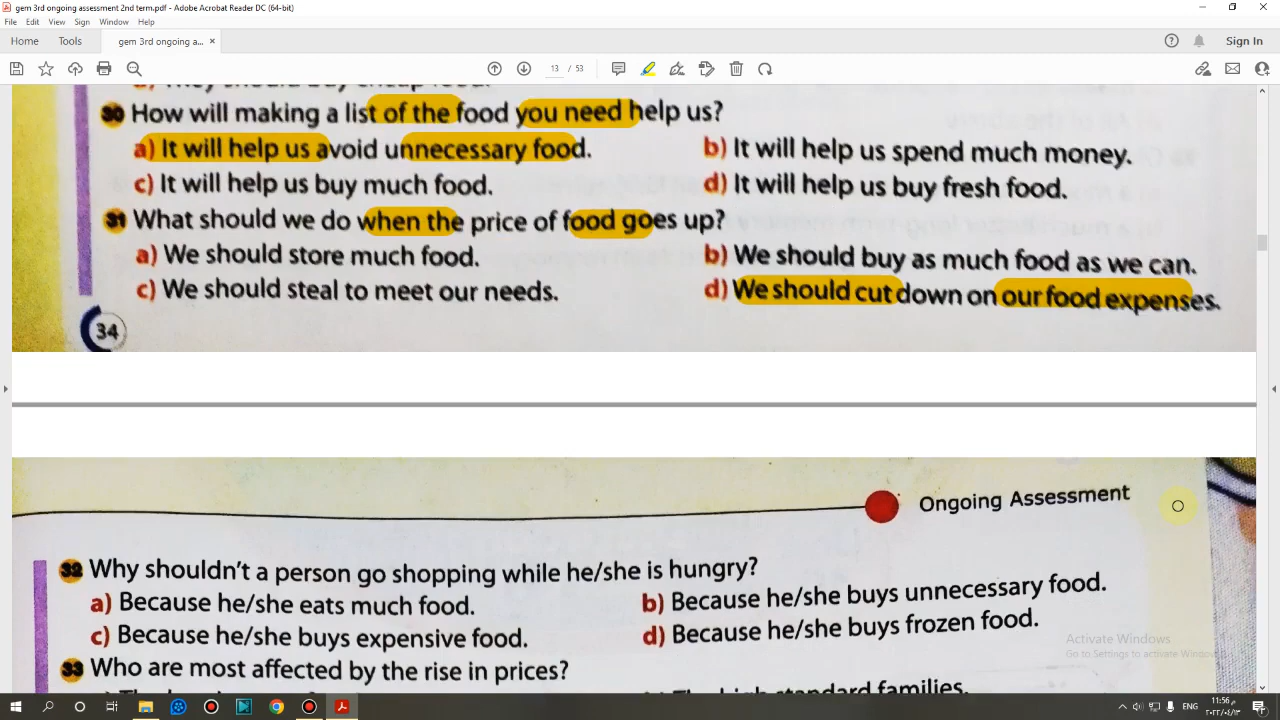 gem 3rd ongoing assessment 2nd term.pdf - Adobe Acrobat Reader DC (64-bit)
File Edit View Sign Window Help
Home Tools gem 3rd ongoing a... × Sign In
13 / 53
30 How will making a list of the food you need help us?
a) It will help us avoid unnecessary food. b) It will help us spend much money.
c) It will help us buy much food. d) It will help us buy fresh food.
31 What should we do when the price of food goes up?
a) We should store much food. b) We should buy as much food as we can.
c) We should steal to meet our needs. d) We should cut down on our food expenses.
34
Ongoing Assessment
32 Why shouldn't a person go shopping while he/she is hungry?
a) Because he/she eats much food. b) Because he/she buys unnecessary food.
c) Because he/she buys expensive food. d) Because he/she buys frozen food.
33 Who are most affected by the rise in prices?
The high standard families.
Activate Windows
Go to Settings to activate Windows.
ENG
11:56 م